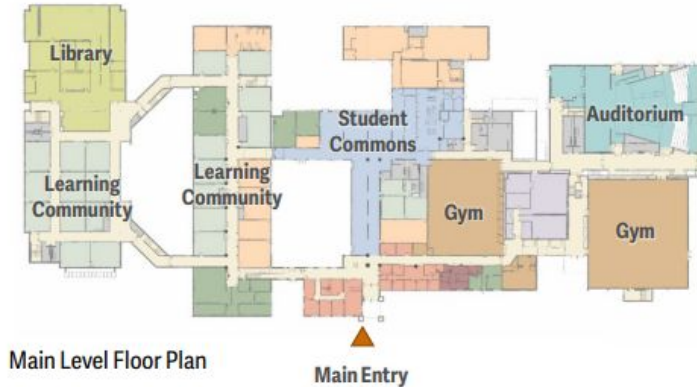 Library
Student
Commons
Auditorium
Learning
Community
Learning
Community
Gym
Gym
Main Level Floor Plan
Main Entry